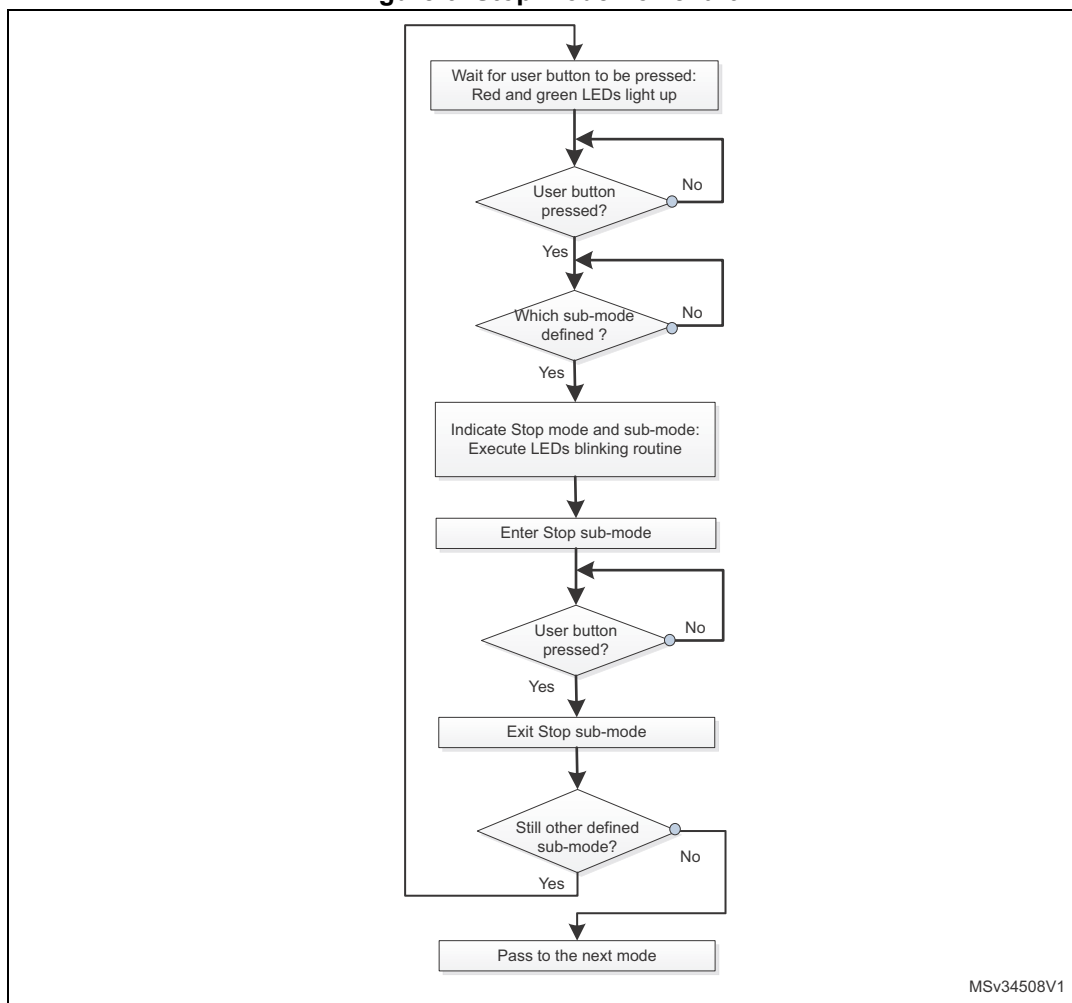 Wait for user button to be pressed:
Red and green LEDs light up
User button
pressed?
No
Yes
Which sub-mode
defined ?
No
Yes
Indicate Stop mode and sub-mode:
Execute LEDs blinking routine
Enter Stop sub-mode
User button
pressed?
No
Yes
Exit Stop sub-mode
Still other defined
sub-mode?
No
Yes
Pass to the next mode
MSv34508V1